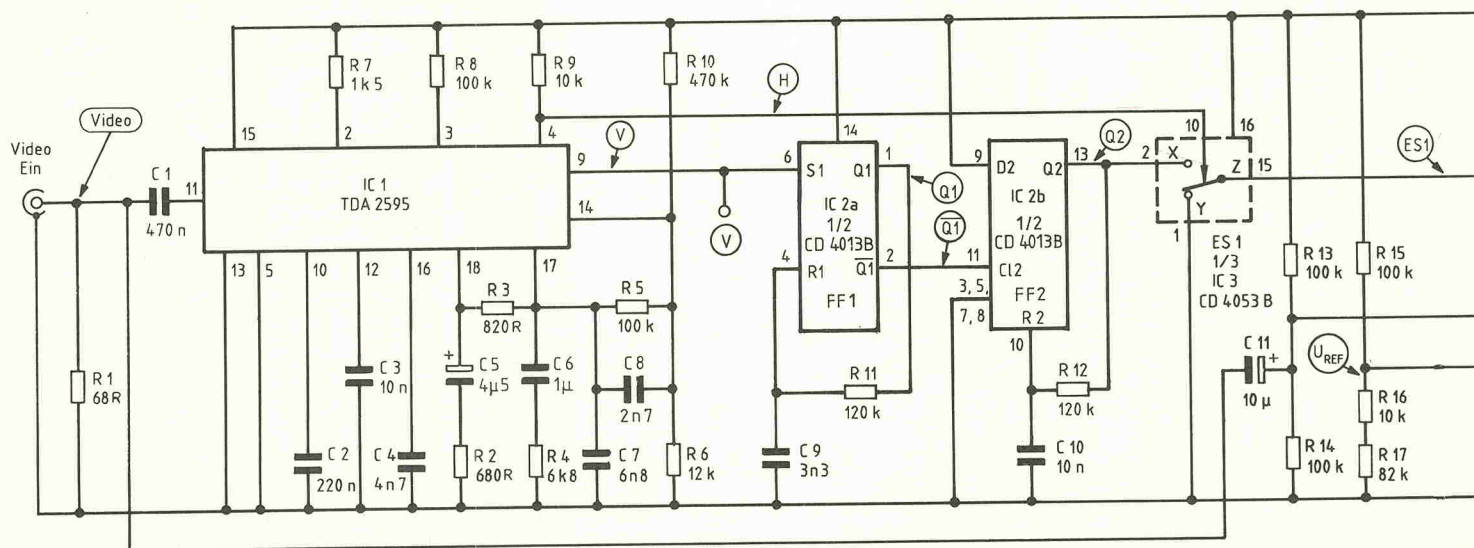 Video
Ein
Video
C 1
470 n
11
R 1
68R
15
R 7
1k5
2
R 8
100 k
3
R 9
10 k
4
R 10
470 k
H
IC 1
TDA 2595
9
V
V
14
13
5
10
12
16
18
17
C 2
220 n
C 3
10 n
C 4
4n7
R 3
820R
+
C 5
4µ5
R 2
680R
C 6
1µ
R 4
6k8
R 5
100 k
C 8
2n7
C 7
6n8
R 6
12 k
14
6
S1
Q1
1
Q1
IC 2a
1/2
CD 4013B
4
R1
Q1
2
Q1
FF1
R 11
120 k
C 9
3n3
9
D2
Q2
13
Q2
IC 2b
1/2
CD 4013B
11
Cl2
3, 5,
7, 8
FF2
R 2
10
R 12
120 k
C 10
10 n
10
16
2
X
Z
15
Y
1
ES 1
1/3
IC 3
CD 4053 B
ES1
R 13
100 k
R 15
100 k
C 11
+
10 µ
UREF
R 16
10 k
R 14
100 k
R 17
82 k